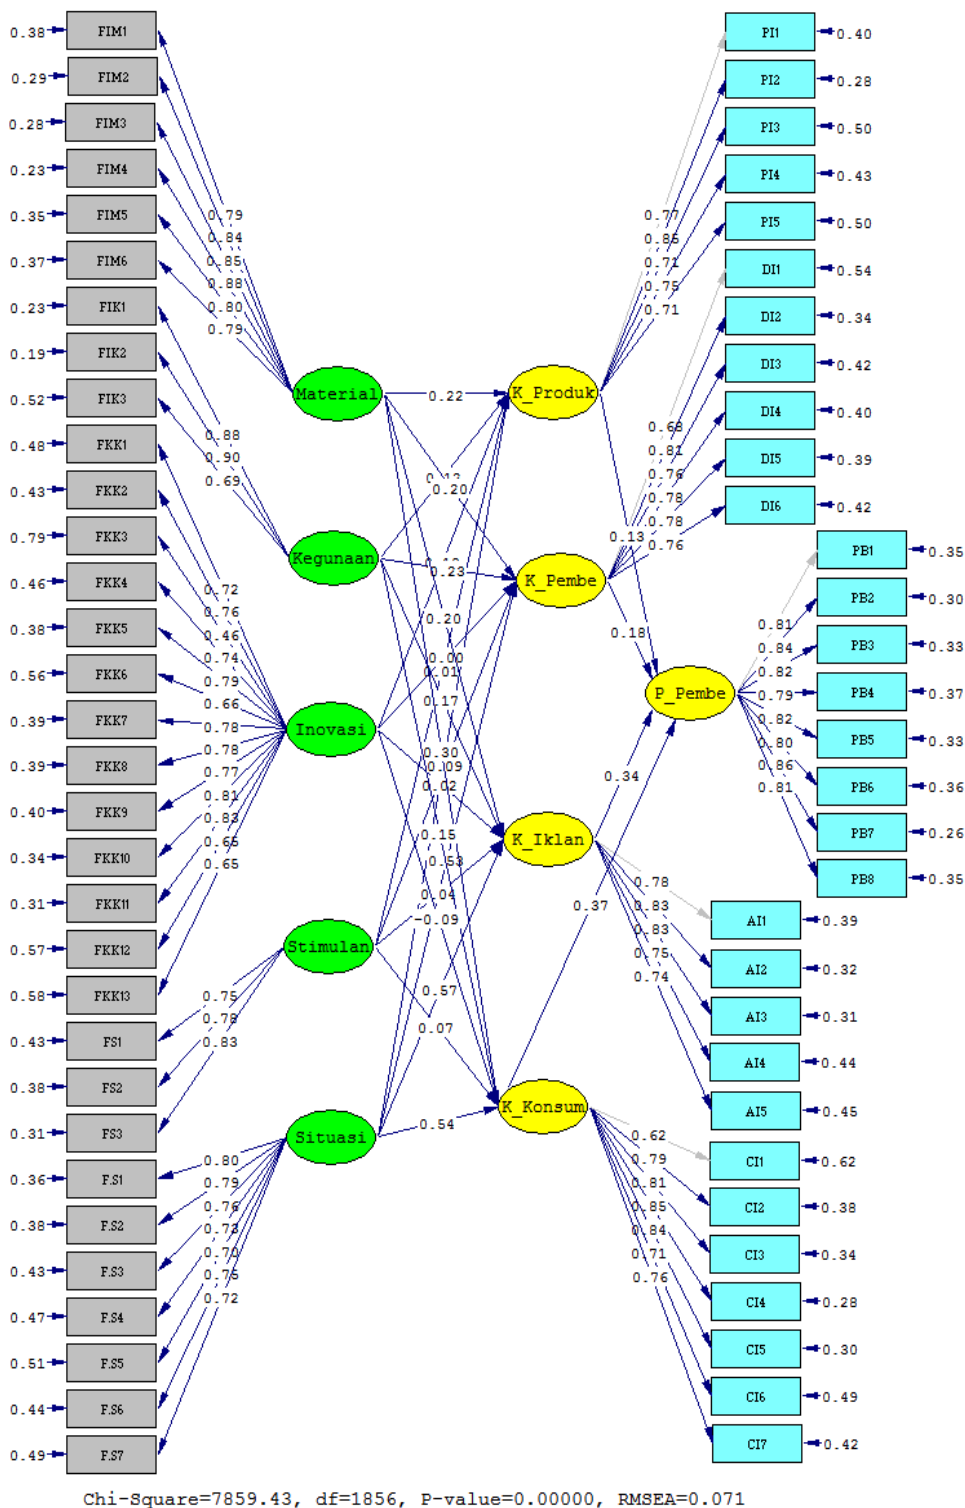 0.38 FIM1
0.29 FIM2
0.28 FIM3
0.23 FIM4
0.35 FIM5
0.37 FIM6
0.23 FIK1
0.19 FIK2
0.52 FIK3
0.48 FKK1
0.43 FKK2
0.79 FKK3
0.46 FKK4
0.38 FKK5
0.56 FKK6
0.39 FKK7
0.39 FKK8
0.40 FKK9
0.34 FKK10
0.31 FKK11
0.57 FKK12
0.58 FKK13
0.43 FS1
0.38 FS2
0.31 FS3
0.36 F.S1
0.38 F.S2
0.43 F.S3
0.47 F.S4
0.51 F.S5
0.44 F.S6
0.49 F.S7
0.79
0.84
0.85
0.88
0.80
0.79
0.88
0.90
0.69
0.72
0.76
0.46
0.74
0.79
0.66
0.78
0.78
0.77
0.81
0.83
0.65
0.65
0.75
0.78
0.83
0.80
0.79
0.76
0.73
0.70
0.75
0.72
Material
Kegunaan
Inovasi
Stimulan
Situasi
0.22
0.20
0.23
0.20
0.00
0.01
0.17
0.30
0.09
0.02
0.15
0.53
0.04
-0.09
0.57
0.07
0.54
K_Produk
K_Pembe
K_Iklan
K_Konsum
0.13
0.18
0.34
0.37
P_Pembe
0.77
0.85
0.71
0.75
0.71
0.68
0.81
0.76
0.78
0.78
0.76
0.81
0.84
0.82
0.79
0.82
0.80
0.86
0.81
0.78
0.83
0.83
0.75
0.74
0.62
0.79
0.81
0.85
0.84
0.71
0.76
PI1 0.40
PI2 0.28
PI3 0.50
PI4 0.43
PI5 0.50
DI1 0.54
DI2 0.34
DI3 0.42
DI4 0.40
DI5 0.39
DI6 0.42
PB1 0.35
PB2 0.30
PB3 0.33
PB4 0.37
PB5 0.33
PB6 0.36
PB7 0.26
PB8 0.35
AI1 0.39
AI2 0.32
AI3 0.31
AI4 0.44
AI5 0.45
CI1 0.62
CI2 0.38
CI3 0.34
CI4 0.28
CI5 0.30
CI6 0.49
CI7 0.42
Chi-Square=7859.43, df=1856, P-value=0.00000, RMSEA=0.071